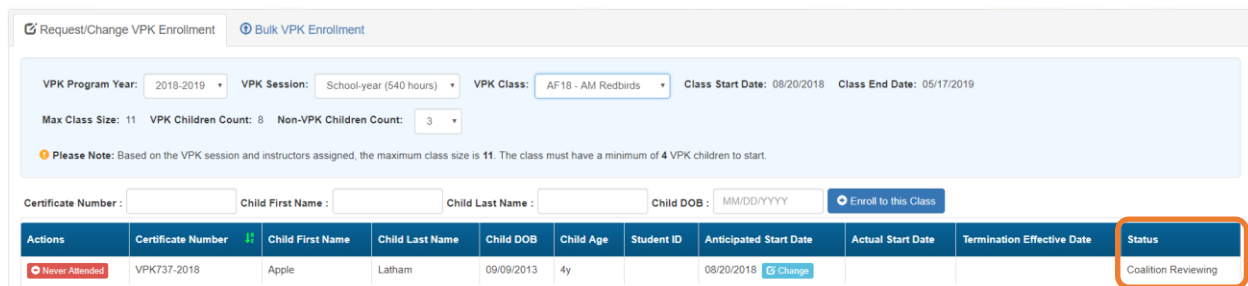 Request/Change VPK Enrollment Bulk VPK Enrollment
VPK Program Year: 2018-2019 VPK Session: School-year (540 hours) VPK Class: AF18 - AM Redbirds Class Start Date: 08/20/2018 Class End Date: 05/17/2019
Max Class Size: 11 VPK Children Count: 8 Non-VPK Children Count: 3
Please Note: Based on the VPK session and instructors assigned, the maximum class size is 11. The class must have a minimum of 4 VPK children to start.
Certificate Number : Child First Name : Child Last Name : Child DOB : MM/DD/YYYY Enroll to this Class
Actions Certificate Number Child First Name Child Last Name Child DOB Child Age Student ID Anticipated Start Date Actual Start Date Termination Effective Date Status
Never Attended VPK737-2018 Apple Latham 09/09/2013 4y 08/20/2018 Change Coalition Reviewing